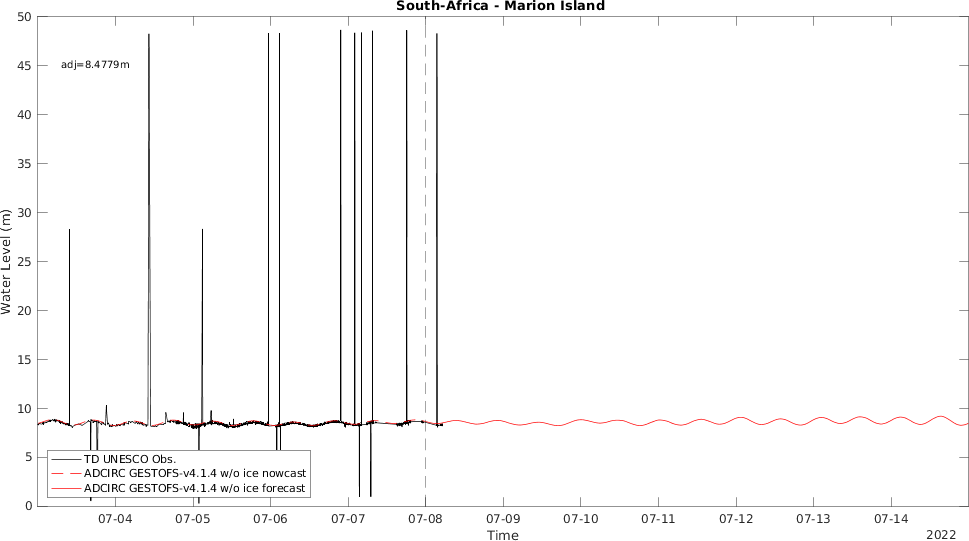 South-Africa - Marion Island
50
45
40
35
30
25
20
15
10
5
0
Water Level (m)
adj=8.4779m
TD UNESCO Obs.
ADCIRC GESTOFS-v4.1.4 w/o ice nowcast
ADCIRC GESTOFS-v4.1.4 w/o ice forecast
07-04 07-05 07-06 07-07 07-08 07-09 07-10 07-11 07-12 07-13 07-14
Time
2022